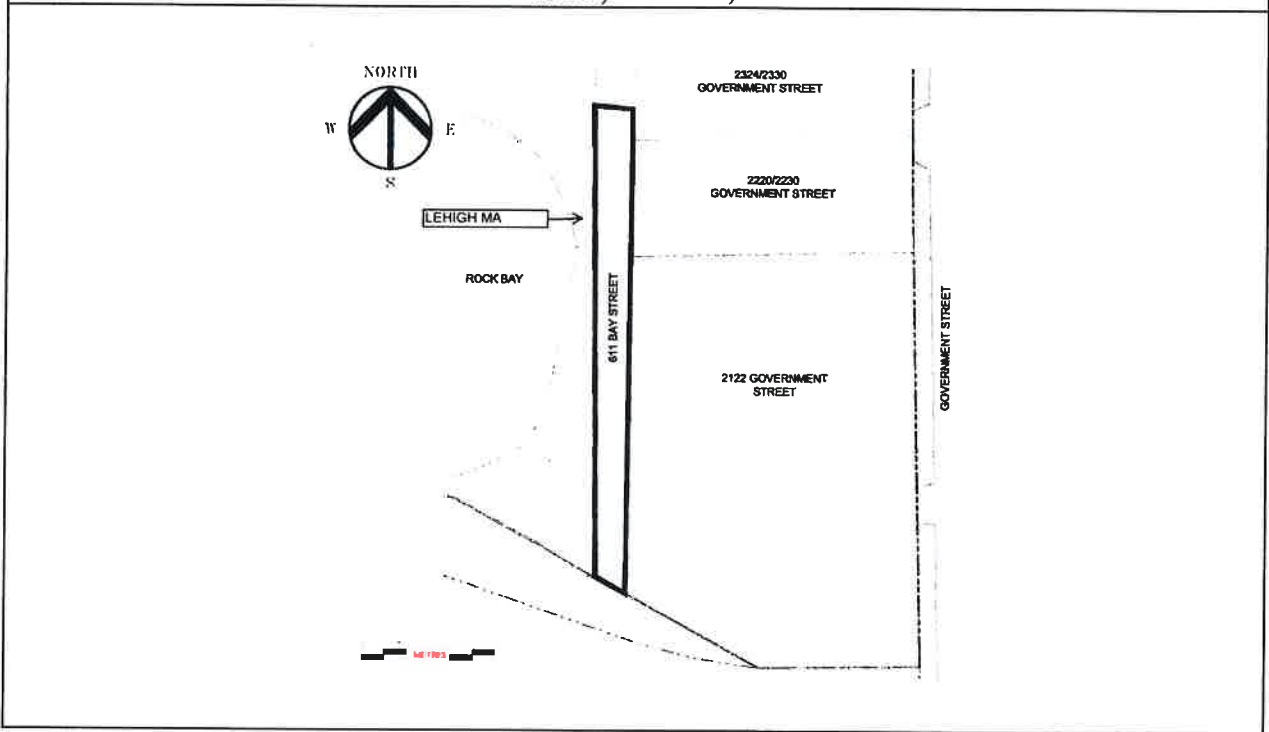 NORTH
W
E
S
2324/2330
GOVERNMENT STREET
2220/2230
GOVERNMENT STREET
LEHIGH MA
ROCK BAY
611 BAY STREET
2122 GOVERNMENT
STREET
GOVERNMENT STREET
METRES